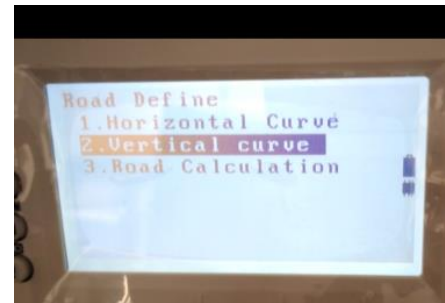 Road Define
1.Horizontal Curve
2.Vertical curve
3.Road Calculation